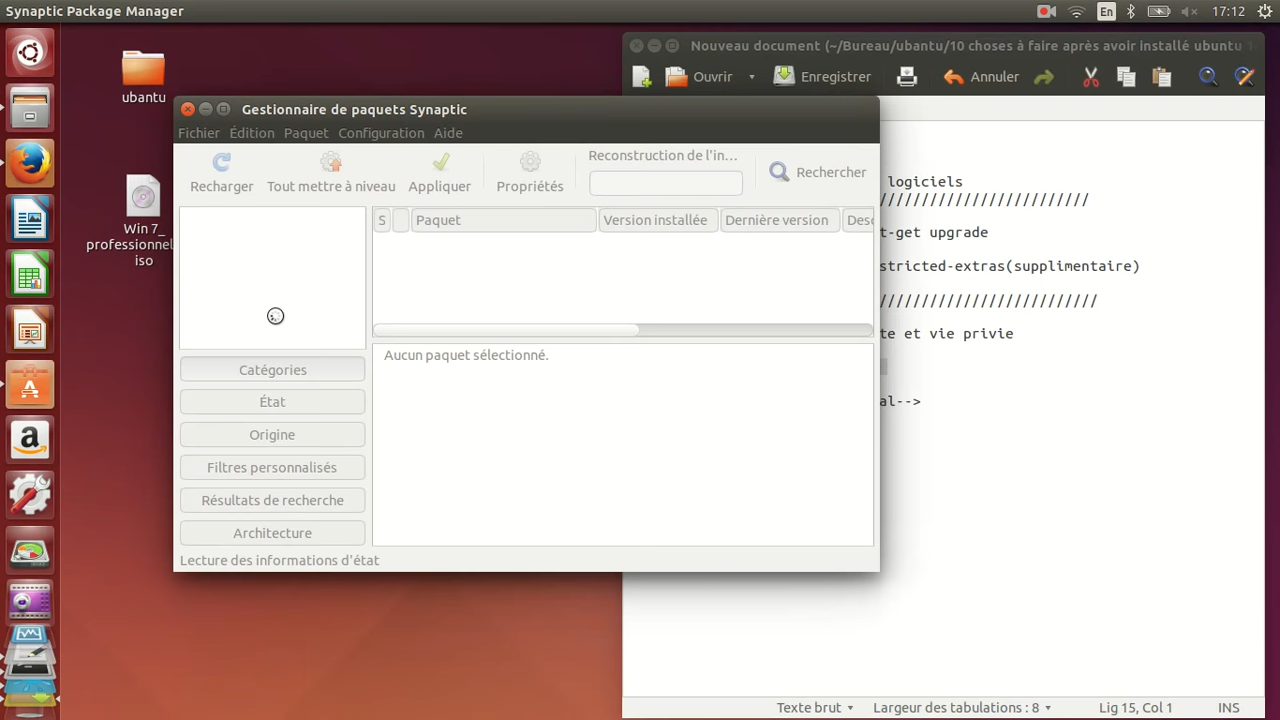 Synaptic Package Manager
En
17:12
ubantu
Win 7_
professionnel
iso
Gestionnaire de paquets Synaptic
Fichier Édition Paquet Configuration Aide
Recharger
Tout mettre à niveau
Appliquer
Propriétés
Reconstruction de l'in…
Rechercher
S Paquet Version installée Dernière version Desc
Aucun paquet sélectionné.
Catégories
État
Origine
Filtres personnalisés
Résultats de recherche
Architecture
Lecture des informations d'état
Nouveau document (~/Bureau/ubantu/10 choses à faire après avoir installé ubuntu 1
Ouvrir Enregistrer Annuler
logiciels
/////////////////////////
t-get upgrade
stricted-extras(supplimentaire)
//////////////////////////
te et vie privie
al-->
Texte brut Largeur des tabulations : 8 Lig 15, Col 1 INS